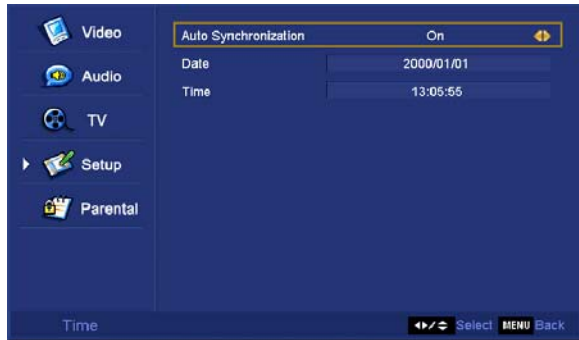 Video
Audio
TV
Setup
Parental
Auto Synchronization On
Date 2000/01/01
Time 13:05:55
Time Select MENU Back